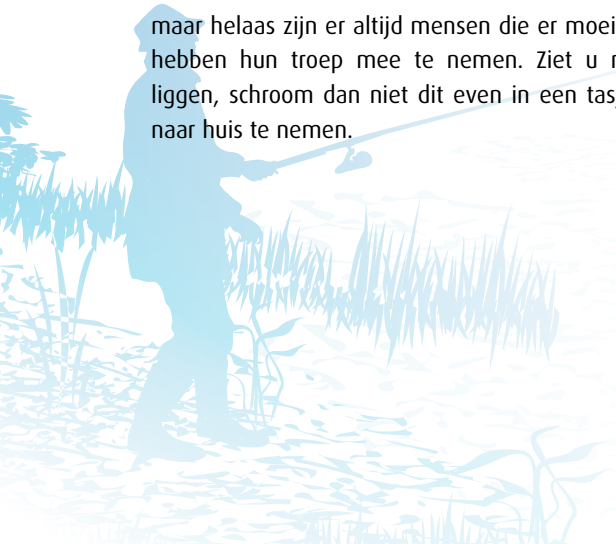 maar helaas zijn er altijd mensen die er moei
hebben hun troep mee te nemen. Ziet u
liggen, schroom dan niet dit even in een tas
naar huis te nemen.